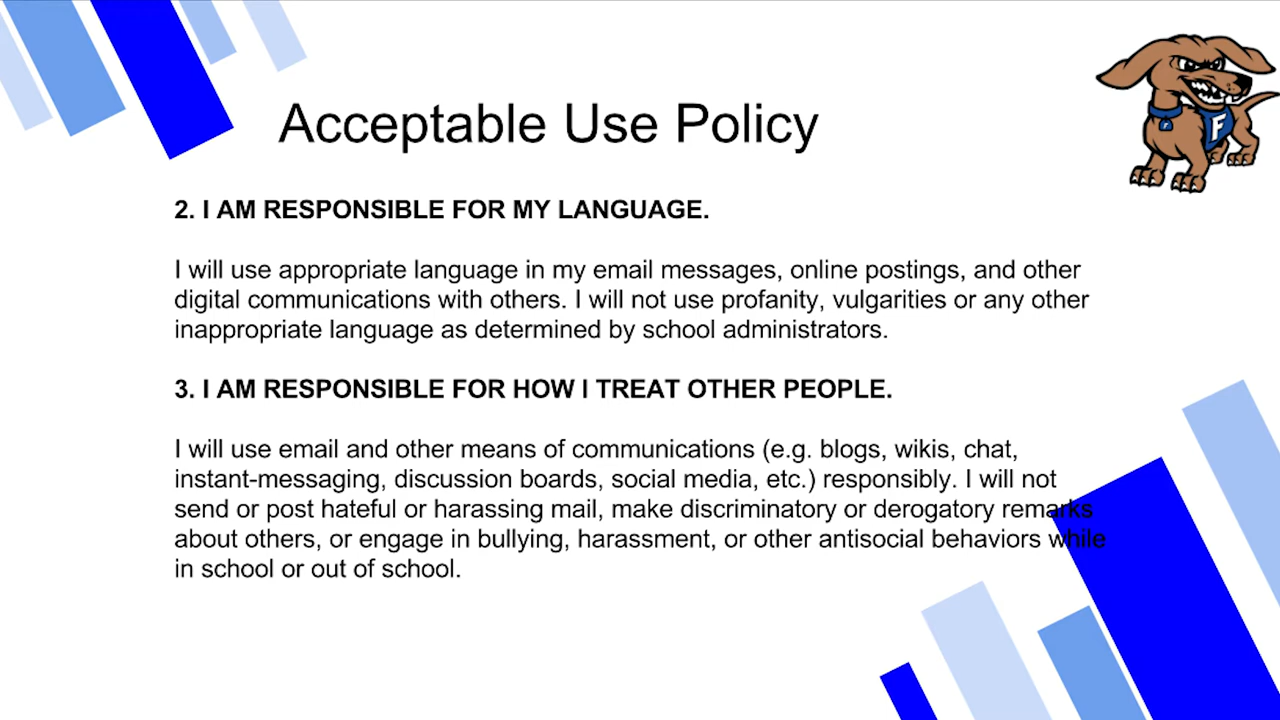 Acceptable Use Policy
F
2. I AM RESPONSIBLE FOR MY LANGUAGE.
I will use appropriate language in my email messages, online postings, and other
digital communications with others. I will not use profanity, vulgarities or any other
inappropriate language as determined by school administrators.
3. I AM RESPONSIBLE FOR HOW I TREAT OTHER PEOPLE.
I will use email and other means of communications (e.g. blogs, wikis, chat,
instant-messaging, discussion boards, social media, etc.) responsibly. I will not
send or post hateful or harassing mail, make discriminatory or derogatory remarks
about others, or engage in bullying, harassment, or other antisocial behaviors while
in school or out of school.